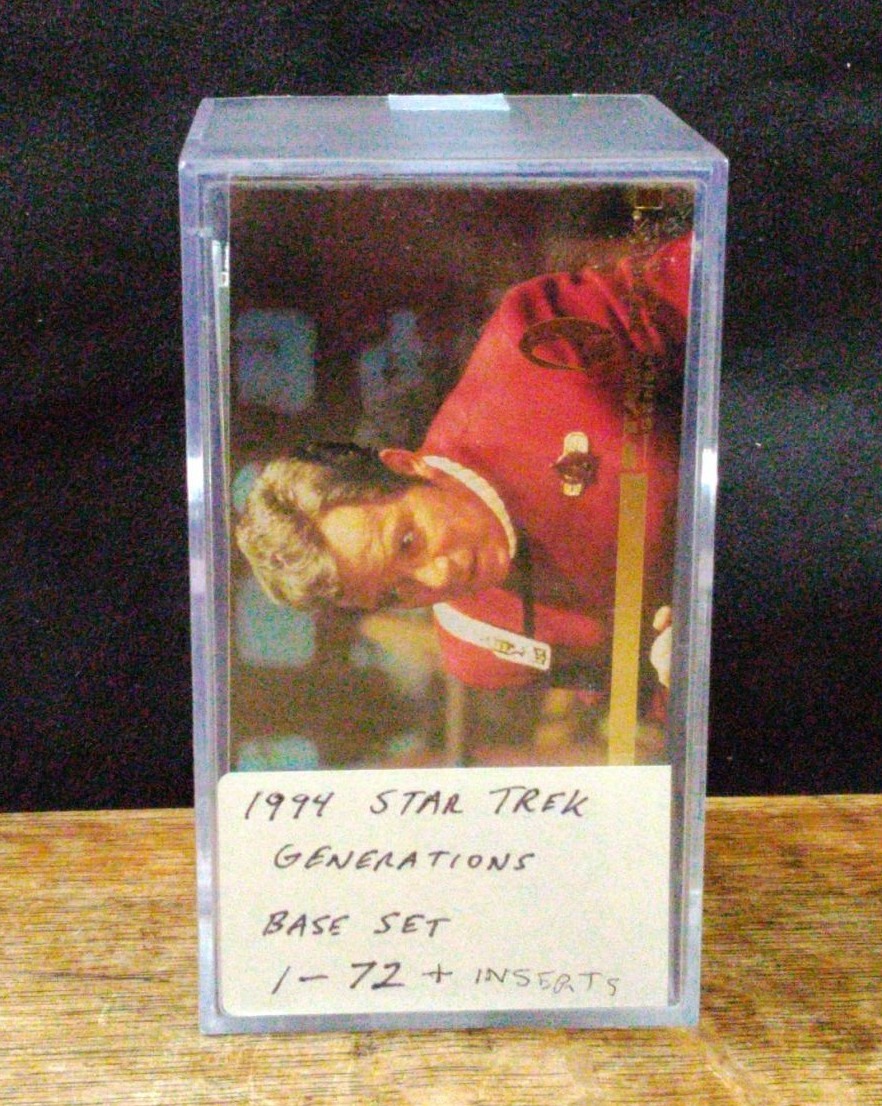 1994 STAR TREK
GENERATIONS
BASE SET
1-72 + INSERTS